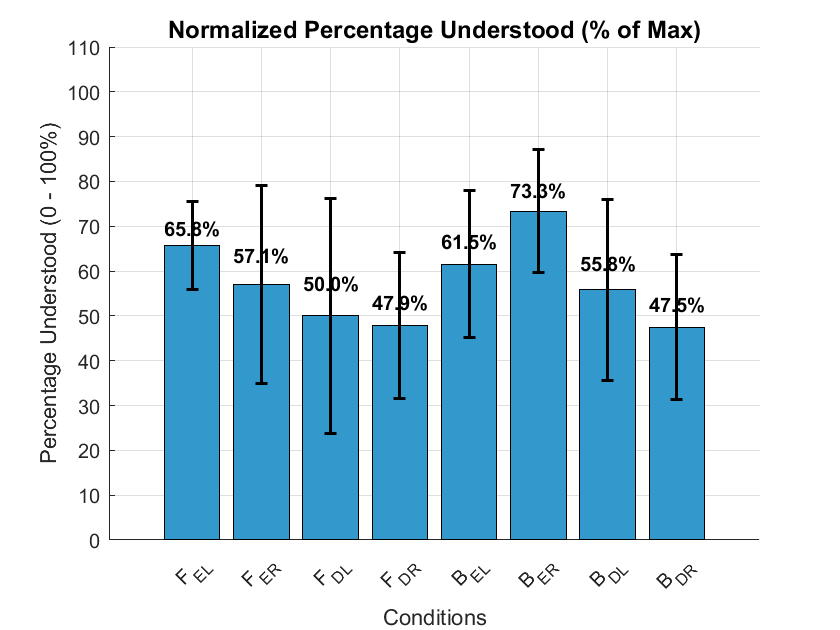 Normalized Percentage Understood (% of Max)
Percentage Understood (0 - 100%)
110
100
90
80
70
60
50
40
30
20
10
0
65.8%
57.1%
50.0%
47.9%
61.5%
73.3%
55.8%
47.5%
F EL
F ER
F DL
F DR
B EL
B ER
B DL
B DR
Conditions